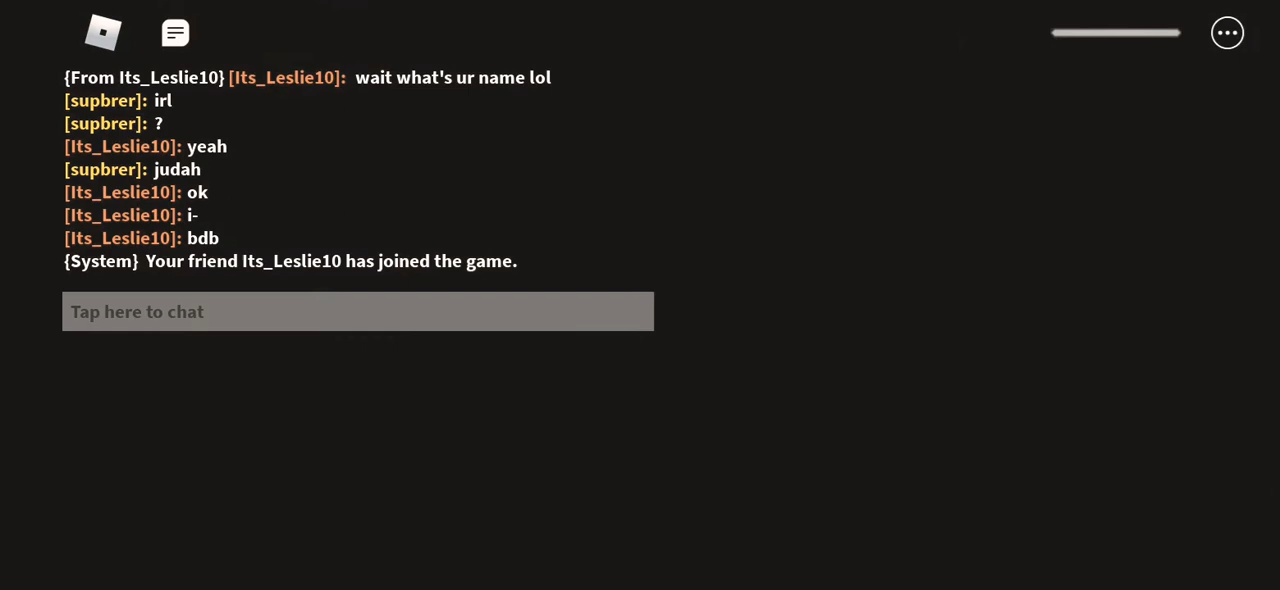 {From Its_Leslie10} [Its_Leslie10]: wait what's ur name lol
[supbrer]: irl
[supbrer]: ?
[Its_Leslie10]: yeah
[supbrer]: judah
[Its_Leslie10]: ok
[Its_Leslie10]: i-
[Its_Leslie10]: bdb
{System} Your friend Its_Leslie10 has joined the game.
Tap here to chat